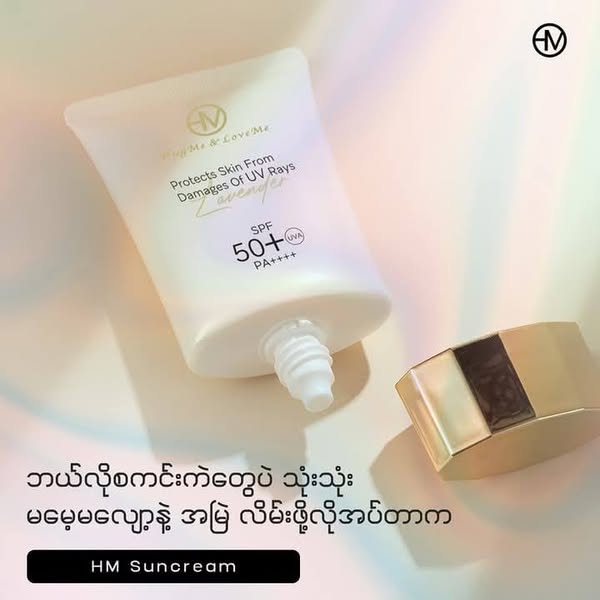 HM
HM
HugMe & LoveMe
Protects Skin From
Damages Of UV Rays
Lavender
SPF
50+ UVA
PA++++
ဘယ်လိုစကင်းကဲတွေပဲ သုံးသုံး
မမေ့မလျော့နဲ့ အမြဲ လိမ်းဖို့လိုအပ်တာက
HM Suncream